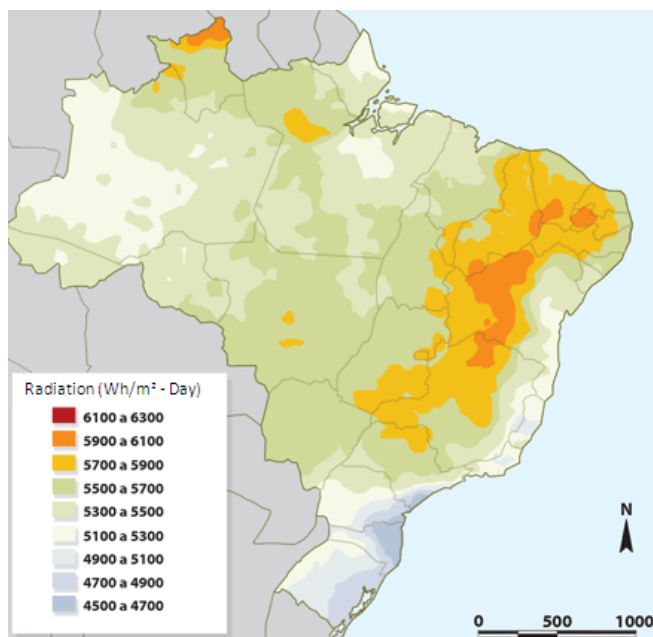 Radiation (Wh/m² - Day)
6100 a 6300
5900 a 6100
5700 a 5900
5500 a 5700
5300 a 5500
5100 a 5300
4900 a 5100
4700 a 4900
4500 a 4700
N
0 500 1000